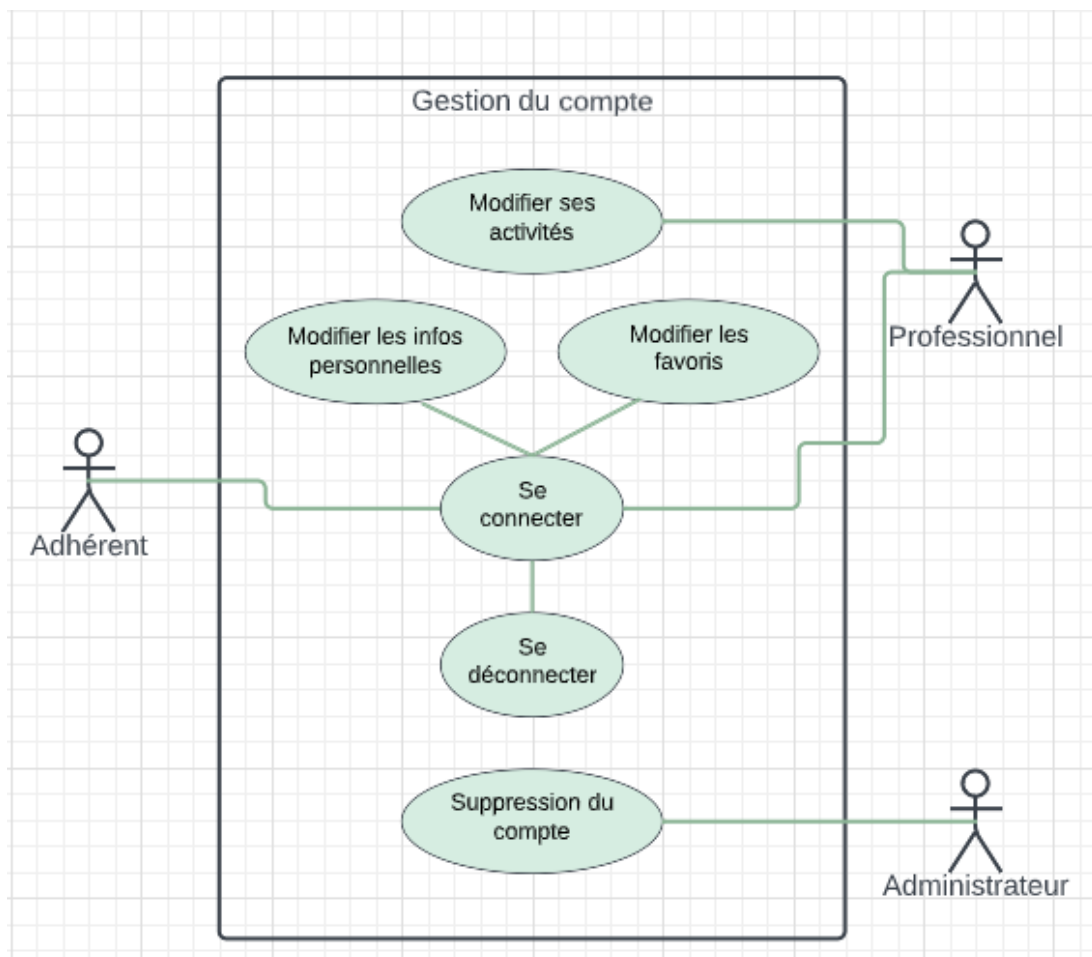 Gestion du compte
Modifier ses
activités
Modifier les infos
personnelles
Modifier les
favoris
Professionnel
Se
connecter
Adhérent
Se
déconnecter
Suppression du
compte
Administrateur